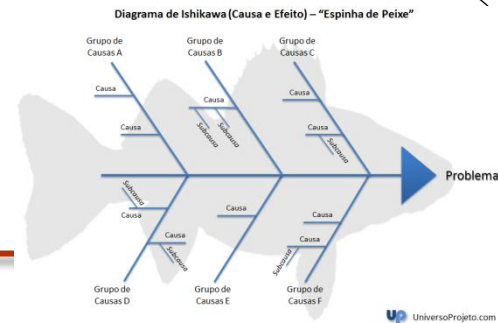 Diagrama de Ishikawa (Causa e Efeito) – “Espinha de Peixe”
Grupo de
Causas A
Grupo de
Causas B
Grupo de
Causas C
Causa
Causa
Causa
Subcausa
Subcausa
Causa
Causa
Subcausa
Problema
Subcausa
Causa
Causa
Subcausa
Causa
Causa
Causa
Subcausa
Grupo de
Causas D
Grupo de
Causas E
Grupo de
Causas F
UP UniversoProjeto.com